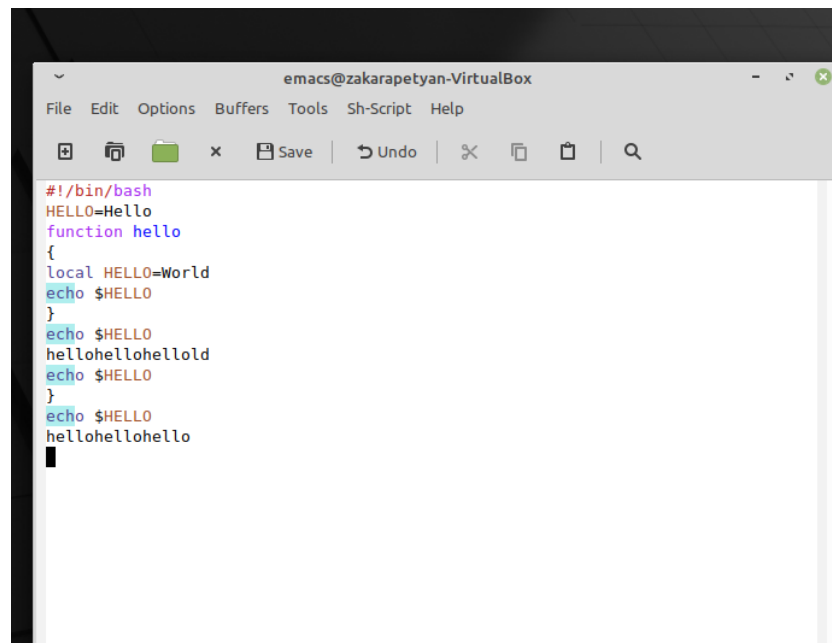 emacs@zakarapetyan-VirtualBox
File Edit Options Buffers Tools Sh-Script Help
Save Undo
#!/bin/bash
HELLO=Hello
function hello
{
local HELLO=World
echo $HELLO
}
echo $HELLO
hellohellohellold
echo $HELLO
}
echo $HELLO
hellohellohello